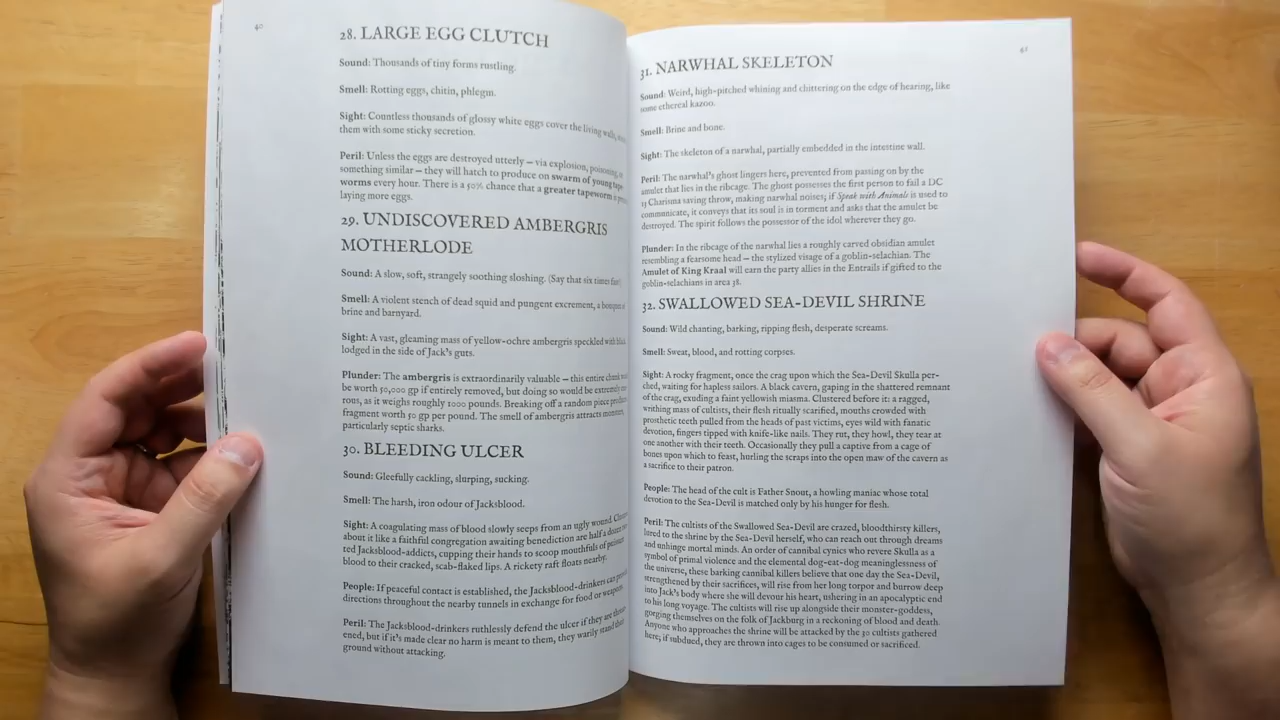 40
28. LARGE EGG CLUTCH
Sound: Thousands of tiny forms rustling.
Smell: Rotting eggs, chitin, phlegm.
Sight: Countless thousands of glossy white eggs cover the living walls,
them with some sticky secretion.
Peril: Unless the eggs are destroyed utterly – via explosion, poisoning, or
something similar – they will hatch to produce on swarm of young tape-
worms every hour. There is a 50% chance that a greater tapeworm is
laying more eggs.
29. UNDISCOVERED AMBERGRIS
MOTHERLODE
Sound: A slow, soft, strangely soothing sloshing. (Say that six times fast!)
Smell: A violent stench of dead squid and pungent excrement, a bouquet of
brine and barnyard.
Sight: A vast, gleaming mass of yellow-ochre ambergris speckled with black
lodged in the side of Jack's guts.
Plunder: The ambergris is extraordinarily valuable – this entire chunk
be worth 50,000 gp if entirely removed, but doing so would be extremely
rous, as it weighs roughly 1000 pounds. Breaking off a random piece
fragment worth 50 gp per pound. The smell of ambergris attracts monsters,
particularly septic sharks.
30. BLEEDING ULCER
Sound: Gleefully cackling, slurping, sucking.
Smell: The harsh, iron odour of Jacksblood.
Sight: A coagulating mass of blood slowly seeps from an ugly wound.
about it like a faithful congregation awaiting benediction are half a dozen
ted Jacksblood-addicts, cupping their hands to scoop mouthfuls of
blood to their cracked, scab-flaked lips. A rickety raft floats nearby.
People: If peaceful contact is established, the Jacksblood-drinkers can
directions throughout the nearby tunnels in exchange for food or weapons.
Peril: The Jacksblood-drinkers ruthlessly defend the ulcer if they are
ened, but if it's made clear no harm is meant to them, they warily stand their
ground without attacking.
31. NARWHAL SKELETON
Sound: Weird, high-pitched whining and chittering on the edge of hearing, like
some ethereal kazoo.
Smell: Brine and bone.
Sight: The skeleton of a narwhal, partially embedded in the intestine wall.
Peril: The narwhal's ghost lingers here, prevented from passing on by the
amulet that lies in the ribcage. The ghost possesses the first person to fail a DC
Charisma saving throw, making narwhal noises; if Speak with Animals is used to
communicate, it conveys that its soul is in torment and asks that the amulet be
destroyed. The spirit follows the possessor of the idol wherever they go.
Plunder: In the ribcage of the narwhal lies a roughly carved obsidian amulet
resembling a fearsome head – the stylized visage of a goblin-selachian. The
Amulet of King Kraal will earn the party allies in the Entrails if gifted to the
goblin-selachians in area 38.
32. SWALLOWED SEA-DEVIL SHRINE
Sound: Wild chanting, barking, ripping flesh, desperate screams.
Smell: Sweat, blood, and rotting corpses.
Sight: A rocky fragment, once the crag upon which the Sea-Devil Skulla per-
ched, waiting for hapless sailors. A black cavern, gaping in the shattered remnant
of the crag, exuding a faint yellowish miasma. Clustered before it: a ragged,
writhing mass of cultists, their flesh ritually scarified, mouths crowded with
prosthetic teeth pulled from the heads of past victims, eyes wild with fanatic
devotion, fingers tipped with knife-like nails. They rut, they howl, they tear at
one another with their teeth. Occasionally they pull a captive from a cage of
bones upon which to feast, hurling the scraps into the open maw of the cavern as
a sacrifice to their patron.
People: The head of the cult is Father Snout, a howling maniac whose total
devotion to the Sea-Devil is matched only by his hunger for flesh.
Peril: The cultists of the Swallowed Sea-Devil are crazed, bloodthirsty killers,
lured to the shrine by the Sea-Devil herself, who can reach out through dreams
and unhinge mortal minds. An order of cannibal cynics who revere Skulla as a
symbol of primal violence and the elemental dog-eat-dog meaninglessness of
the universe, these barking cannibal killers believe that one day the Sea-Devil,
strengthened by their sacrifices, will rise from her long torpor and burrow deep
into Jack's body where she will devour his heart, ushering in an apocalyptic end
to his long voyage. The cultists will rise up alongside their monster-goddess,
gorging themselves on the folk of Jackburg in a reckoning of blood and death.
Anyone who approaches the shrine will be attacked by the 30 cultists gathered
here; if subdued, they are thrown into cages to be consumed or sacrificed.